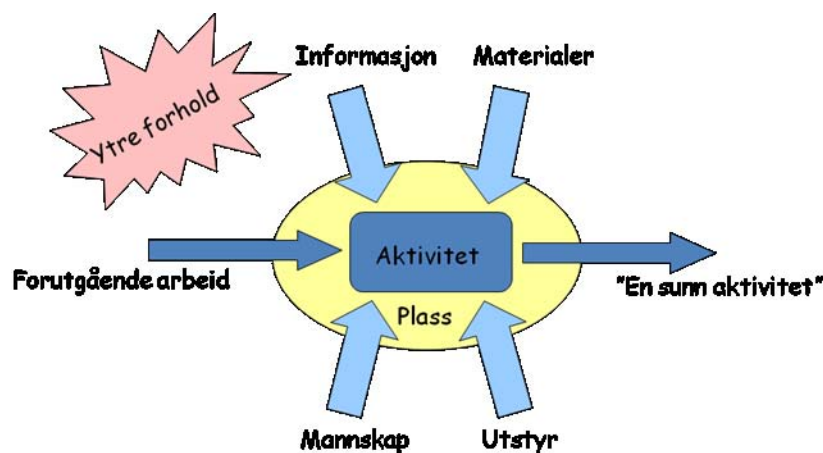 Informasjon
Materialer
Ytre forhold
Aktivitet
Forutgående arbeid
"En sunn aktivitet"
Plass
Mannskap
Utstyr